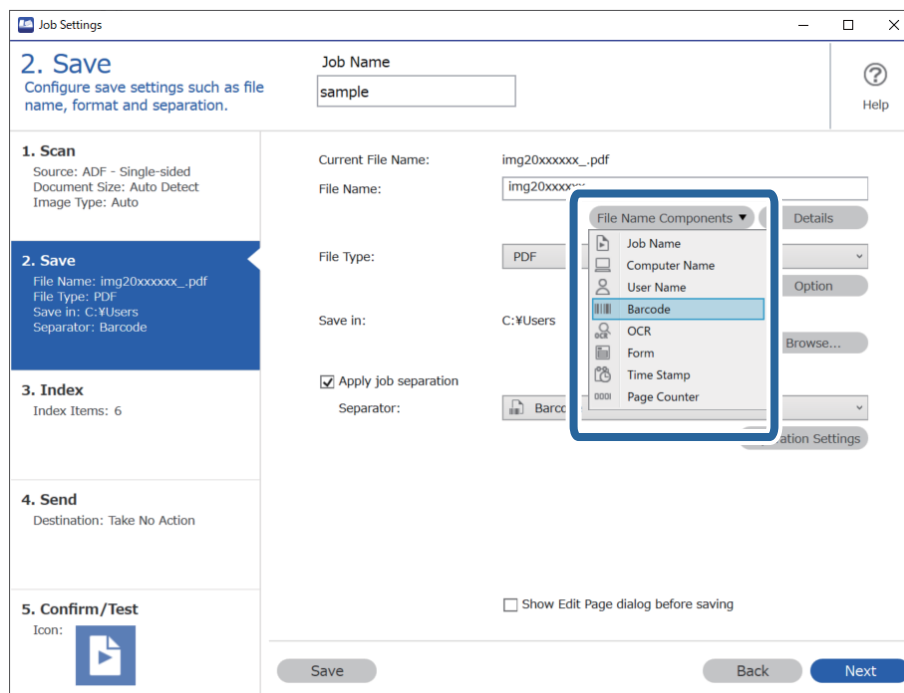 Job Settings
2. Save
Configure save settings such as file
name, format and separation.
Job Name
sample
Help
1. Scan
Source: ADF - Single-sided
Document Size: Auto Detect
Image Type: Auto
2. Save
File Name: img20xxxxxx_.pdf
File Type: PDF
Save in: C:¥Users
Separator: Barcode
3. Index
Index Items: 6
4. Send
Destination: Take No Action
5. Confirm/Test
Icon:
Current File Name: img20xxxxxx_.pdf
File Name: img20xxxxxx
File Name Components ▼ Details
Job Name
Computer Name
User Name
Barcode
OCR OCR
Form
Time Stamp
0001 Page Counter
File Type: PDF
Option
Save in: C:¥Users
Browse...
Apply job separation
Separator:
Settings
Show Edit Page dialog before saving
Save Back Next